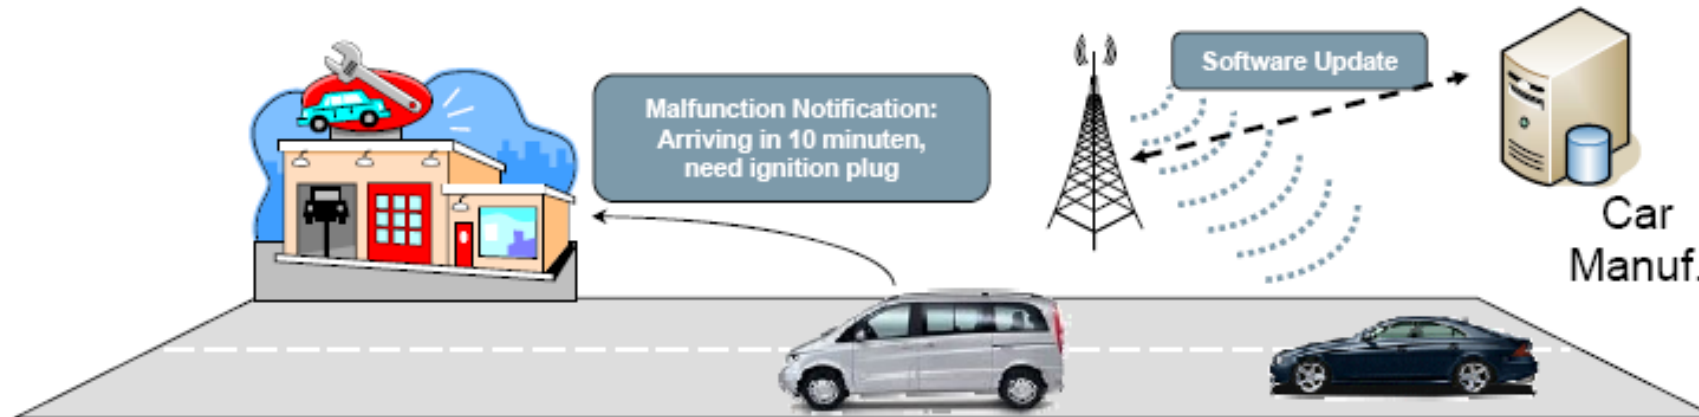 Software Update
Malfunction Notification:
Arriving in 10 minuten,
need ignition plug
Car
Manuf.